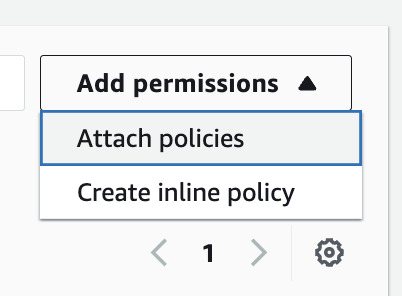 Add permissions
Attach policies
Create inline policy
1